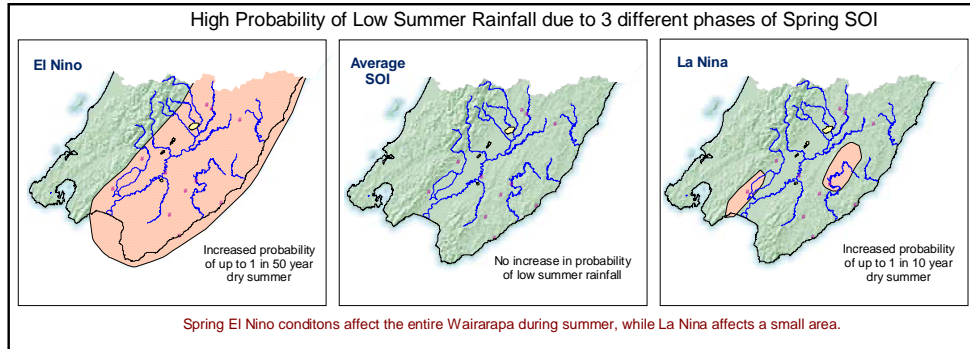 High Probability of Low Summer Rainfall due to 3 different phases of Spring SOI
El Nino
Increased probability
of up to 1 in 50 year
dry summer
Average
SOI
No increase in probability
of low summer rainfall
La Nina
Increased probability
of up to 1 in 10 year
dry summer
Spring El Nino conditons affect the entire Wairarapa during summer, while La Nina affects a small area.